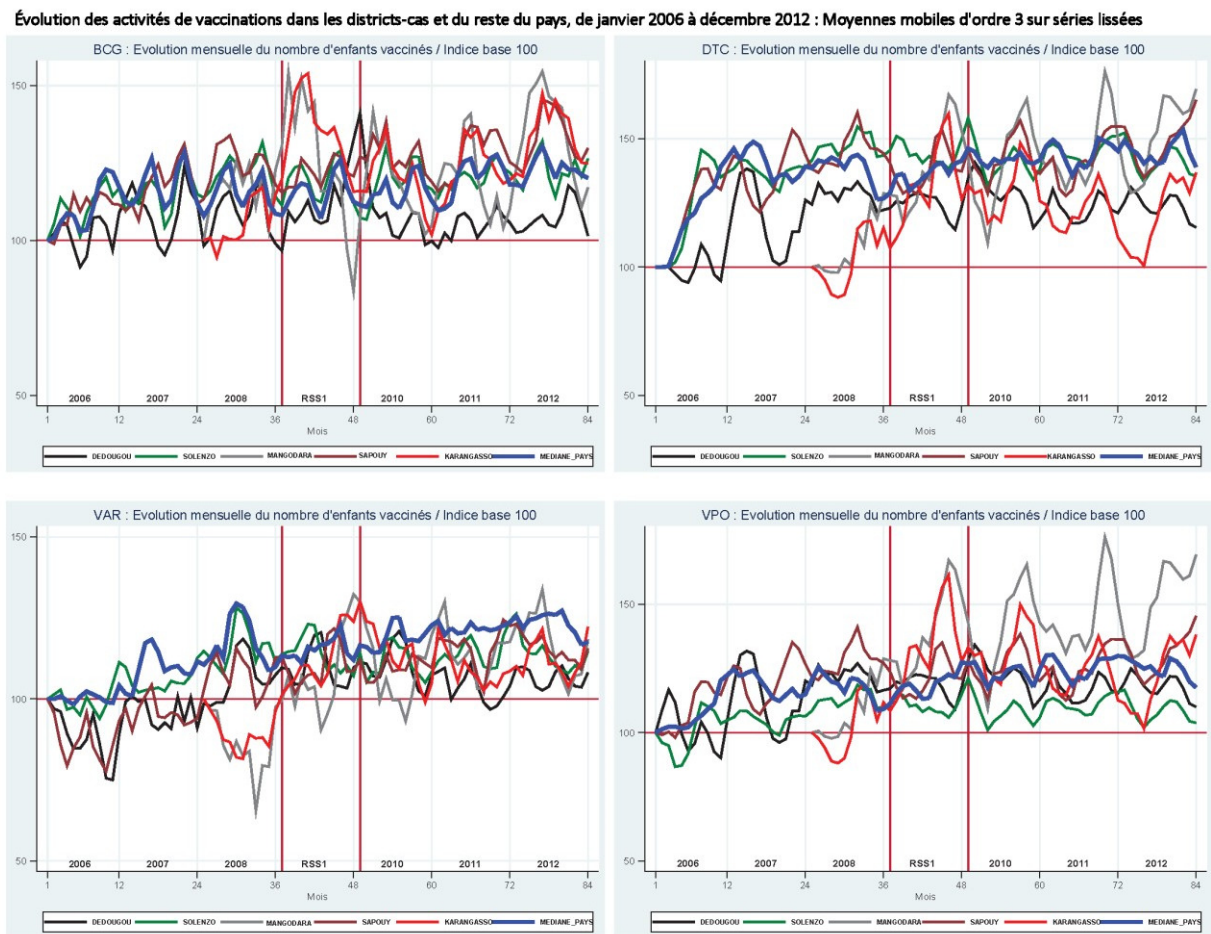 Évolution des activités de vaccinations dans les districts-cas et du reste du pays, de janvier 2006 à décembre 2012 : Moyennes mobiles d'ordre 3 sur séries lissées
BCG : Evolution mensuelle du nombre d'enfants vaccinés / Indice base 100
150
100
50
2006 2007 2008 RSS1 2010 2011 2012
1 12 24 36 48 60 72 84
Mois
DEDOUGOU SOLENZO MANGODARA SAPOUY KARANGASSO MEDIANE_PAYS
DTC : Evolution mensuelle du nombre d'enfants vaccinés / Indice base 100
150
100
50
2006 2007 2008 RSS1 2010 2011 2012
1 12 24 36 48 60 72 84
Mois
DEDOUGOU SOLENZO MANGODARA SAPOUY KARANGASSO MEDIANE_PAYS
VAR : Evolution mensuelle du nombre d'enfants vaccinés / Indice base 100
150
100
50
2006 2007 2008 RSS1 2010 2011 2012
1 12 24 36 48 60 72 84
Mois
DEDOUGOU SOLENZO MANGODARA SAPOUY KARANGASSO MEDIANE_PAYS
VPO : Evolution mensuelle du nombre d'enfants vaccinés / Indice base 100
150
100
50
2006 2007 2008 RSS1 2010 2011 2012
1 12 24 36 48 60 72 84
Mois
DEDOUGOU SOLENZO MANGODARA SAPOUY KARANGASSO MEDIANE_PAYS